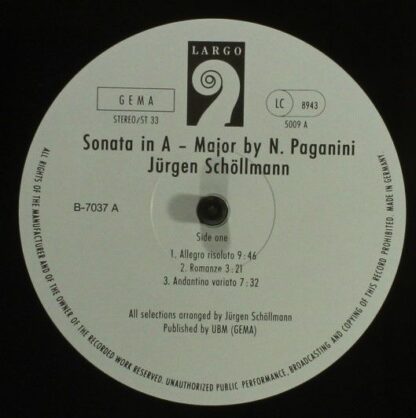 LARGO
GEMA
STEREO/ST 33
LC 8943
5009 A
Sonata in A – Major by N. Paganini
Jürgen Schöllmann
B-7037 A
Side one
1. Allegro risoluto 9:46
2. Romanze 3:21
3. Andantino variato 7:32
All selections arranged by Jürgen Schöllmann
Published by UBM (GEMA)
ALL RIGHTS OF THE MANUFACTURER AND OF THE OWNER OF THE RECORDED WORK RESERVED. UNAUTHORIZED PUBLIC PERFORMANCE, BROADCASTING AND COPYING OF THIS RECORD PROHIBITED. MADE IN GERMANY